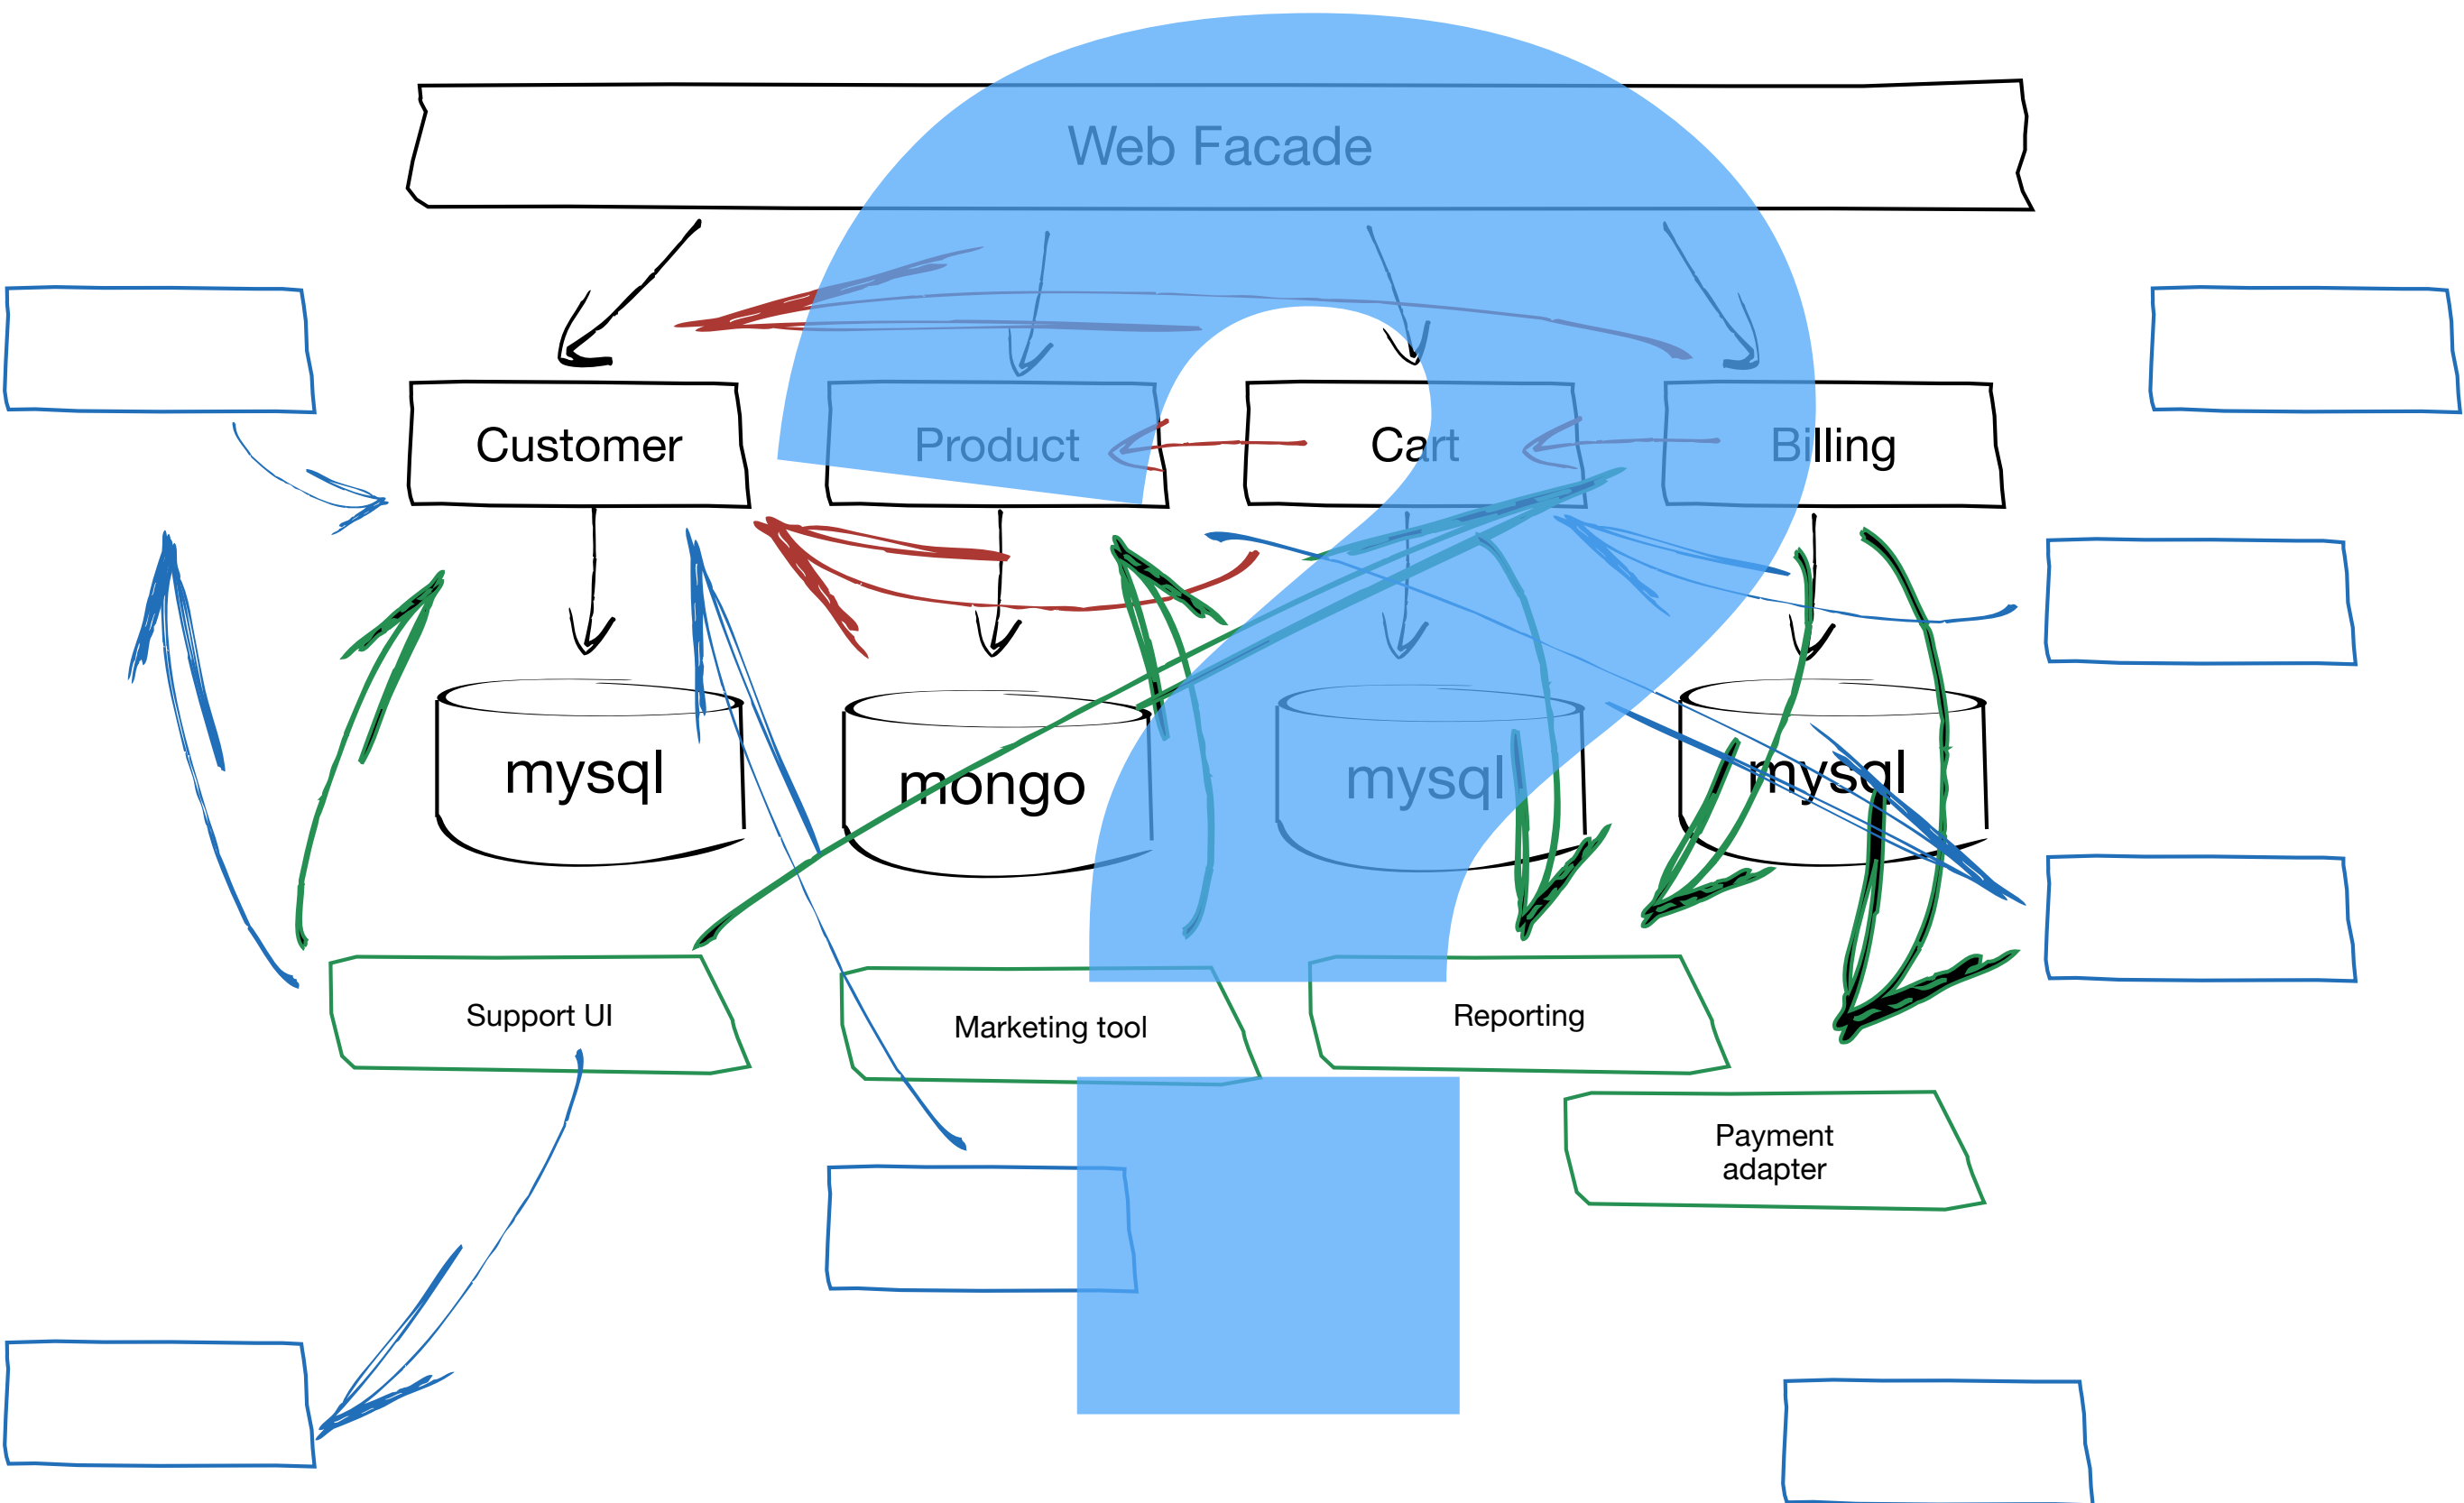 Web Facade
Customer
Product
Cart
Billing
mysql
mongo
mysql
mysql
Support UI
Marketing tool
Reporting
Payment
adapter
?